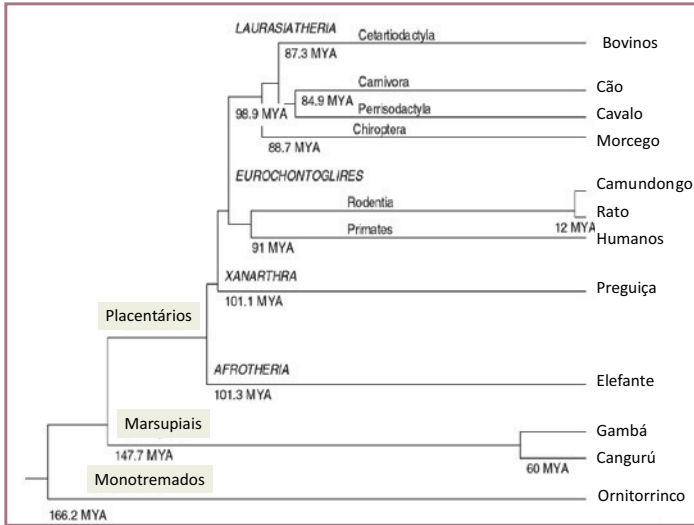 LAURASIATHERIA
Cetartiodactyla
Bovinos
87.3 MYA
Carnivora
Cão
84.9 MYA
98.9 MYA
Perrisodactyla
Cavalo
Chiroptera
Morcego
88.7 MYA
EUROCHONTOGLIRES
Camundongo
Rodentia
Rato
12 MYA
Primates
Humanos
91 MYA
XANARTHRA
Preguiça
101.1 MYA
Placentários
AFROTHERIA
Elefante
101.3 MYA
Marsupiais
Gambá
147.7 MYA
Cangurú
60 MYA
Monotremados
Ornitorrinco
166.2 MYA